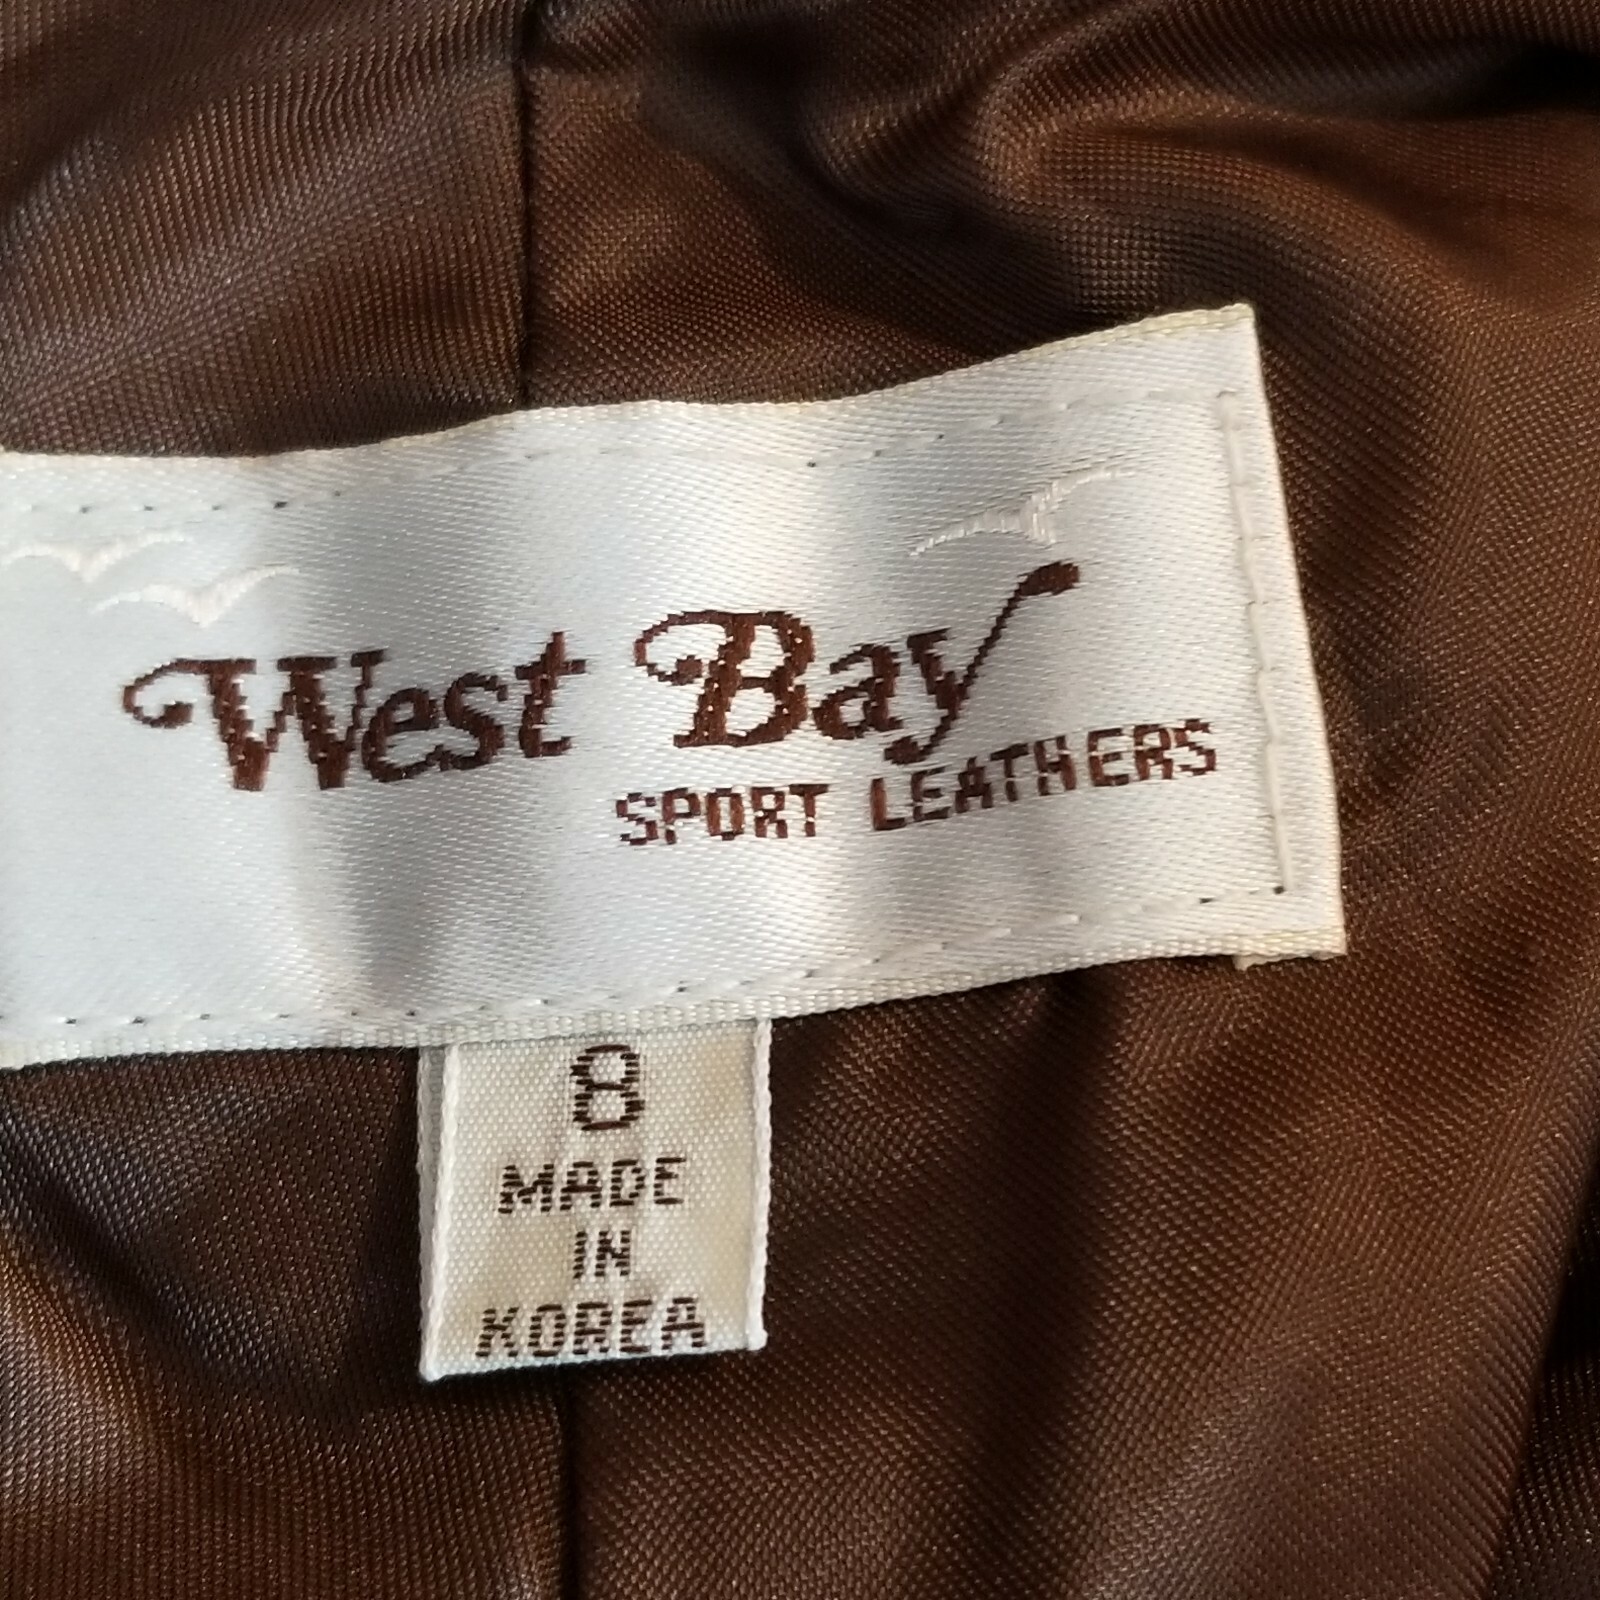 West Bay
SPORT LEATHERS
8
MADE
IN
KOREA